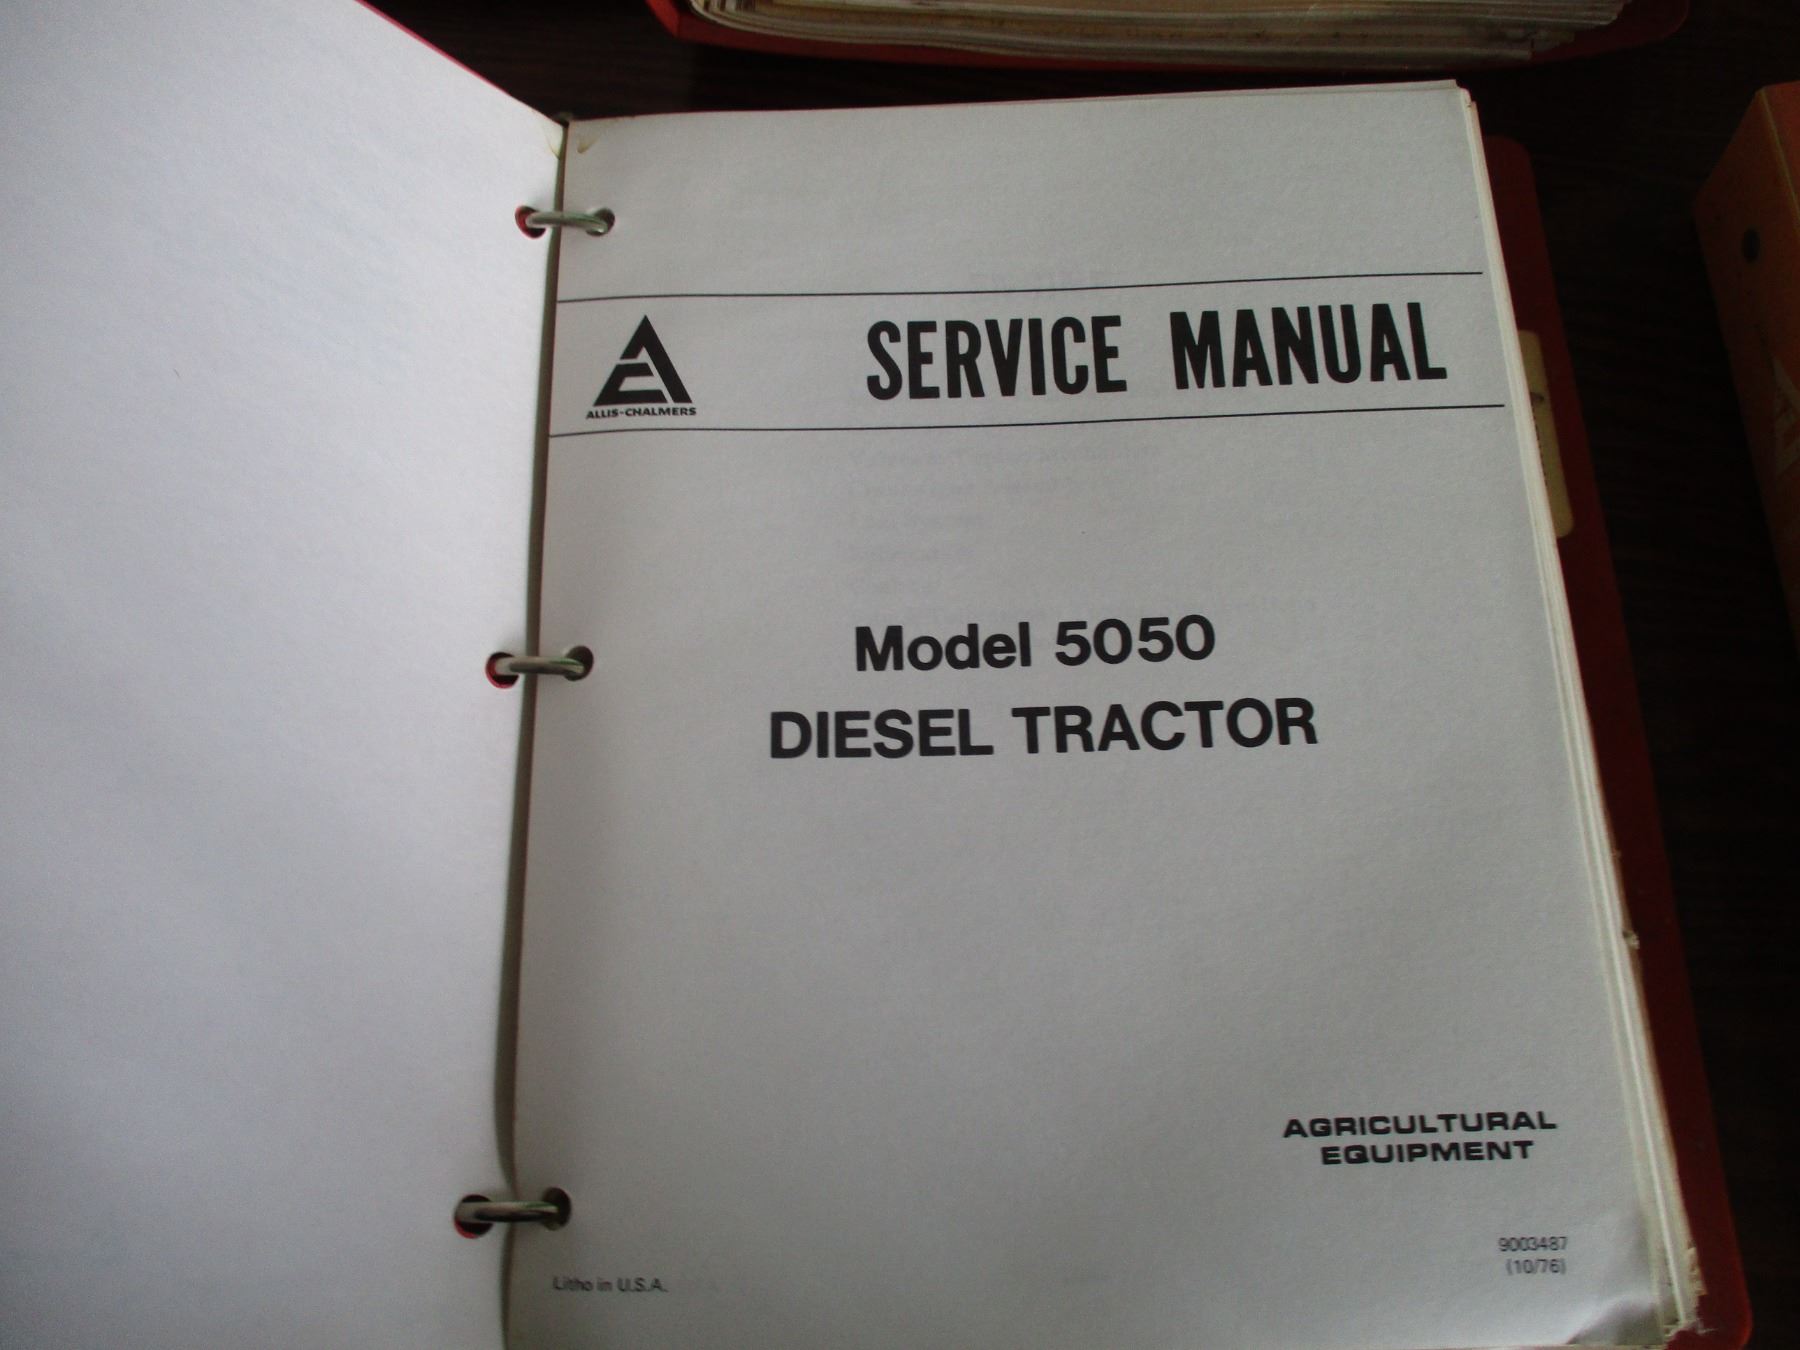 ALLIS-CHALMERS
SERVICE MANUAL
Model 5050
DIESEL TRACTOR
AGRICULTURAL
EQUIPMENT
9003487
(10/76)
Litho in U.S.A.